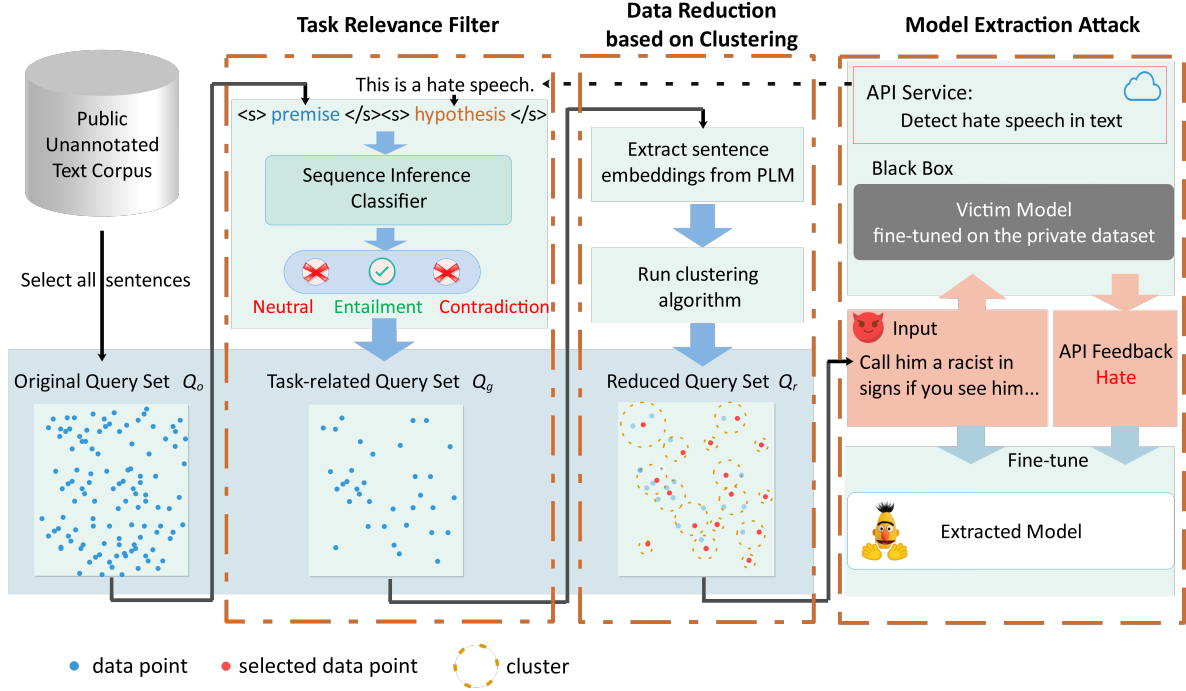 Task Relevance Filter
Data Reduction
based on Clustering
Model Extraction Attack
Public
Unannotated
Text Corpus
Select all sentences
This is a hate speech.
<s> premise </s><s> hypothesis </s>
Sequence Inference
Classifier
Neutral Entailment Contradiction
Extract sentence
embeddings from PLM
Run clustering
algorithm
API Service:
Detect hate speech in text
Black Box
Victim Model
fine-tuned on the private dataset
Input
Call him a racist in
signs if you see him...
API Feedback
Hate
Original Query Set Qo
Task-related Query Set Qg
Reduced Query Set Qr
Fine-tune
Extracted Model
data point
selected data point
cluster